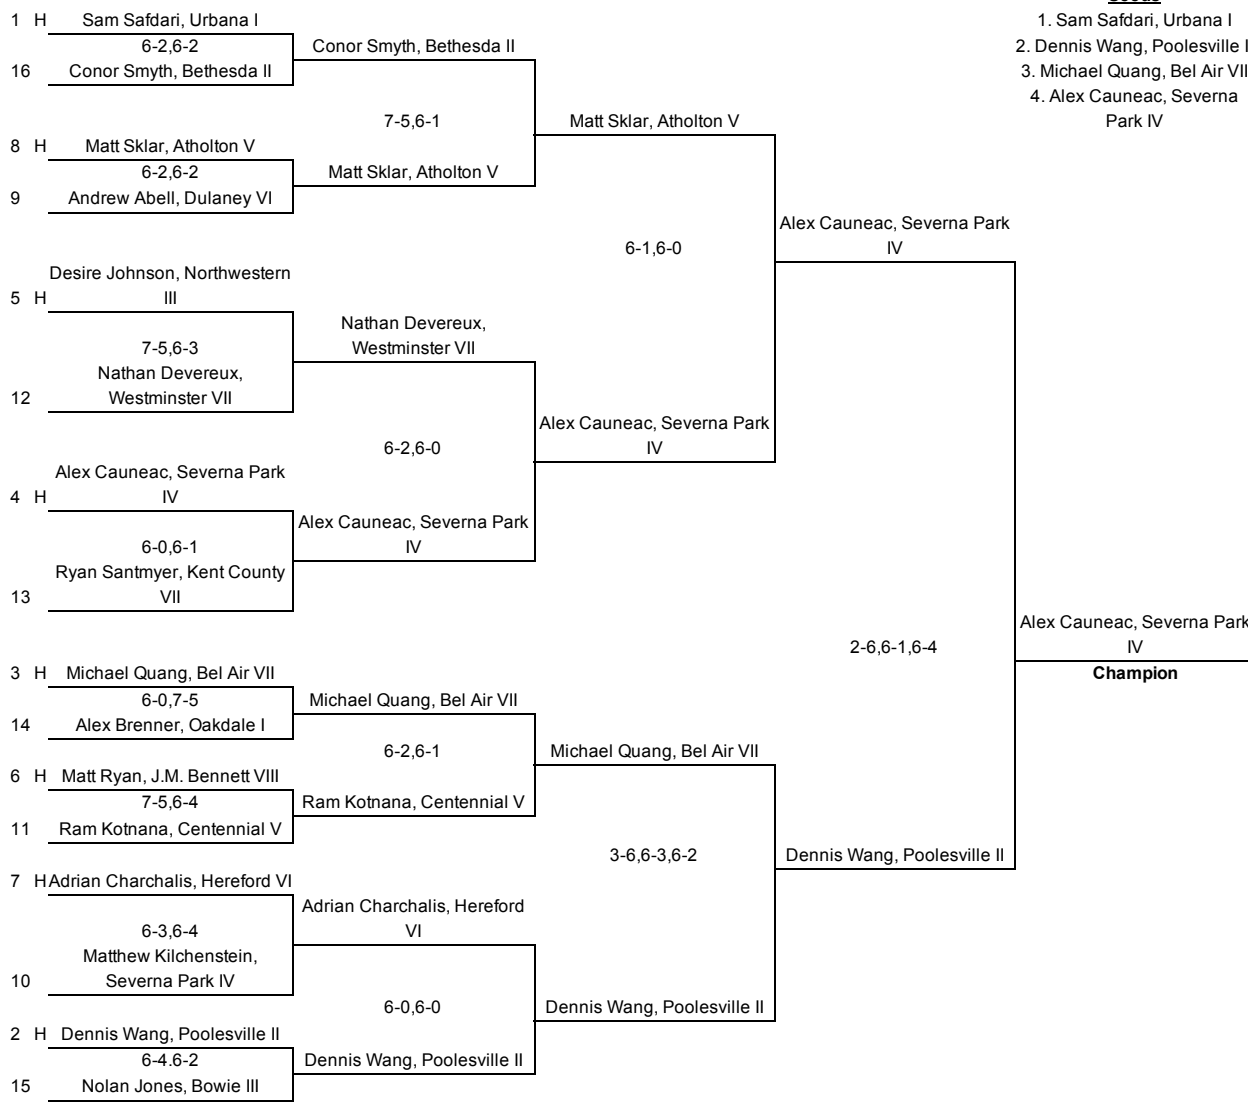 1 H Sam Safdari, Urbana I
6-2,6-2
16 Conor Smyth, Bethesda II
8 H Matt Sklar, Atholton V
6-2,6-2
9 Andrew Abell, Dulaney VI
Desire Johnson, Northwestern
5 H III
7-5,6-3
Nathan Devereux,
12 Westminster VII
Alex Cauneac, Severna Park
4 H IV
6-0,6-1
Ryan Santmyer, Kent County
13 VII
3 H Michael Quang, Bel Air VII
6-0,7-5
14 Alex Brenner, Oakdale I
6 H Matt Ryan, J.M. Bennett VIII
7-5,6-4
11 Ram Kotnana, Centennial V
7 H Adrian Charchalis, Hereford VI
6-3,6-4
Matthew Kilchenstein,
10 Severna Park IV
2 H Dennis Wang, Poolesville II
6-4.6-2
15 Nolan Jones, Bowie III
Conor Smyth, Bethesda II
7-5,6-1
Matt Sklar, Atholton V
Nathan Devereux,
Westminster VII
6-2,6-0
Alex Cauneac, Severna Park
IV
Michael Quang, Bel Air VII
6-2,6-1
Ram Kotnana, Centennial V
Adrian Charchalis, Hereford
VI
6-0,6-0
Dennis Wang, Poolesville II
Matt Sklar, Atholton V
6-1,6-0
Alex Cauneac, Severna Park
IV
Michael Quang, Bel Air VII
3-6,6-3,6-2
Dennis Wang, Poolesville II
Alex Cauneac, Severna Park
IV
2-6,6-1,6-4
Dennis Wang, Poolesville II
Alex Cauneac, Severna Park
IV
Champion
1. Sam Safdari, Urbana I
2. Dennis Wang, Poolesville I
3. Michael Quang, Bel Air VII
4. Alex Cauneac, Severna
Park IV